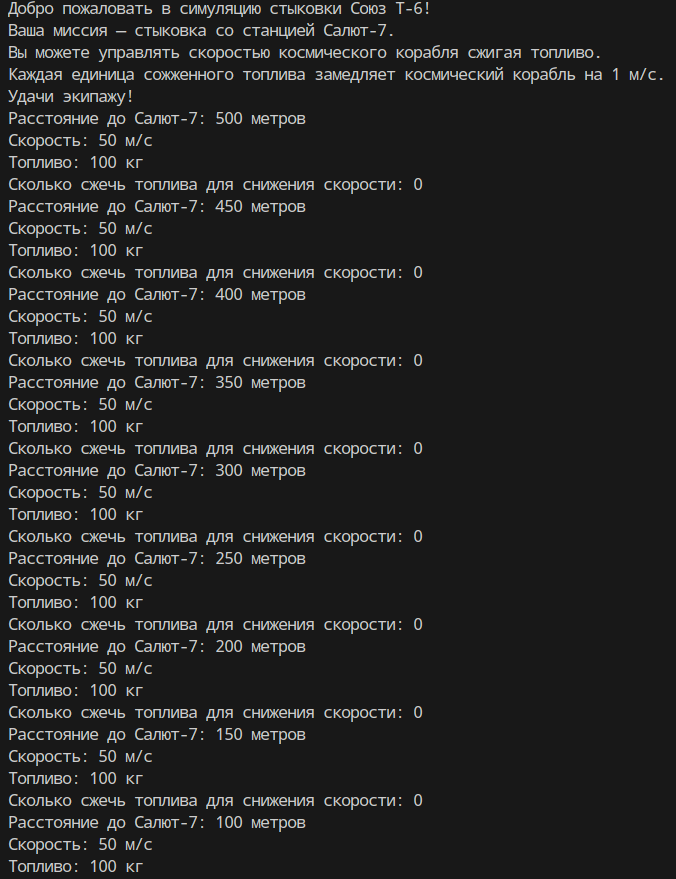 Добро пожаловать в симуляцию стыковки Союз Т-6!
Ваша миссия — стыковка со станцией Салют-7.
Вы можете управлять скоростью космического корабля сжигая топливо.
Каждая единица сожженного топлива замедляет космический корабль на 1 м/с.
Удачи экипажу!
Расстояние до Салют-7: 500 метров
Скорость: 50 м/с
Топливо: 100 кг
Сколько сжечь топлива для снижения скорости: 0
Расстояние до Салют-7: 450 метров
Скорость: 50 м/с
Топливо: 100 кг
Сколько сжечь топлива для снижения скорости: 0
Расстояние до Салют-7: 400 метров
Скорость: 50 м/с
Топливо: 100 кг
Сколько сжечь топлива для снижения скорости: 0
Расстояние до Салют-7: 350 метров
Скорость: 50 м/с
Топливо: 100 кг
Сколько сжечь топлива для снижения скорости: 0
Расстояние до Салют-7: 300 метров
Скорость: 50 м/с
Топливо: 100 кг
Сколько сжечь топлива для снижения скорости: 0
Расстояние до Салют-7: 250 метров
Скорость: 50 м/с
Топливо: 100 кг
Сколько сжечь топлива для снижения скорости: 0
Расстояние до Салют-7: 200 метров
Скорость: 50 м/с
Топливо: 100 кг
Сколько сжечь топлива для снижения скорости: 0
Расстояние до Салют-7: 150 метров
Скорость: 50 м/с
Топливо: 100 кг
Сколько сжечь топлива для снижения скорости: 0
Расстояние до Салют-7: 100 метров
Скорость: 50 м/с
Топливо: 100 кг